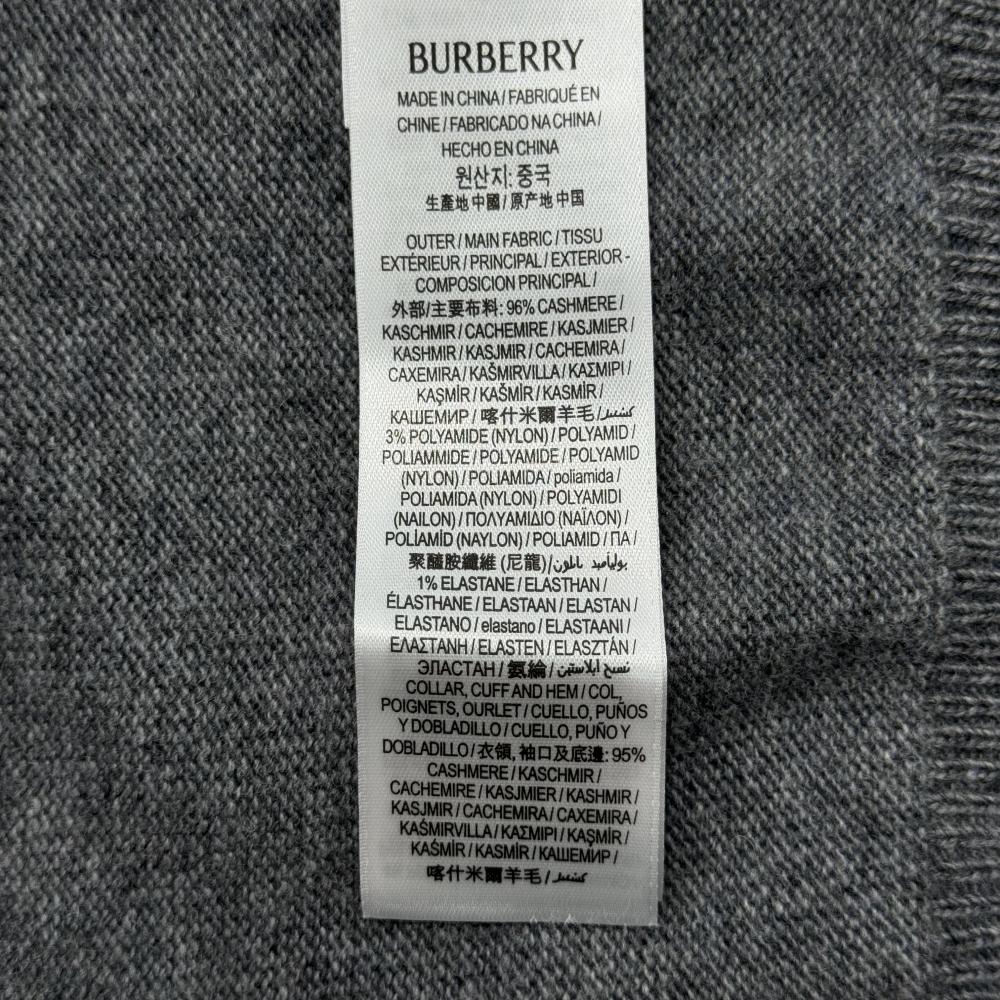 BURBERRY
MADE IN CHINA / FABRIQUÉ EN
CHINE / FABRICADO NA CHINA /
HECHO EN CHINA
원산지: 중국
生產地 中國 / 原产地 中国
OUTER / MAIN FABRIC / TISSU
EXTÉRIEUR / PRINCIPAL / EXTERIOR -
COMPOSICION PRINCIPAL /
外部/主要布料: 96% CASHMERE /
KASCHMIR / CACHEMIRE / KASJMIER /
KASHMIR / KASJMIR / CACHEMIRA /
CAXEMIRA / KAŠMIRVILLA / ΚΑΣΜΙΡΙ /
KAŞMİR / KAŠMÍR / KASMÍR /
КАШЕМИР / 喀什米爾羊毛 / كشمير
3% POLYAMIDE (NYLON) / POLYAMID /
POLIAMMIDE / POLYAMIDE / POLYAMID
(NYLON) / POLIAMIDA / poliamida /
POLIAMIDA (NYLON) / POLYAMIDI
(NAILON) / ΠΟΛΥΑΜΙΔΙΟ (ΝΑΪΛΟΝ) /
POLİAMİD (NAYLON) / POLIAMID / ПА /
聚醯胺纖維 (尼龍) / بوليأميد نايلون
1% ELASTANE / ELASTHAN /
ÉLASTHANE / ELASTAAN / ELASTAN /
ELASTANO / elastano / ELASTAANI /
ΕΛΑΣΤΑΝΗ / ELASTEN / ELASZTÁN /
ЭЛАСТАН / 氨綸 / نسيج إيلاستين
COLLAR, CUFF AND HEM / COL,
POIGNETS, OURLET / CUELLO, PUÑOS
Y DOBLADILLO / CUELLO, PUÑO Y
DOBLADILLO / 衣領, 袖口及底邊: 95%
CASHMERE / KASCHMIR /
CACHEMIRE / KASJMIER / KASHMIR /
KASJMIR / CACHEMIRA / CAXEMIRA /
KAŠMIRVILLA / ΚΑΣΜΙΡΙ / KAŞMİR /
KAŠMÍR / KASMÍR / КАШЕМИР /
喀什米爾羊毛 / كشمير